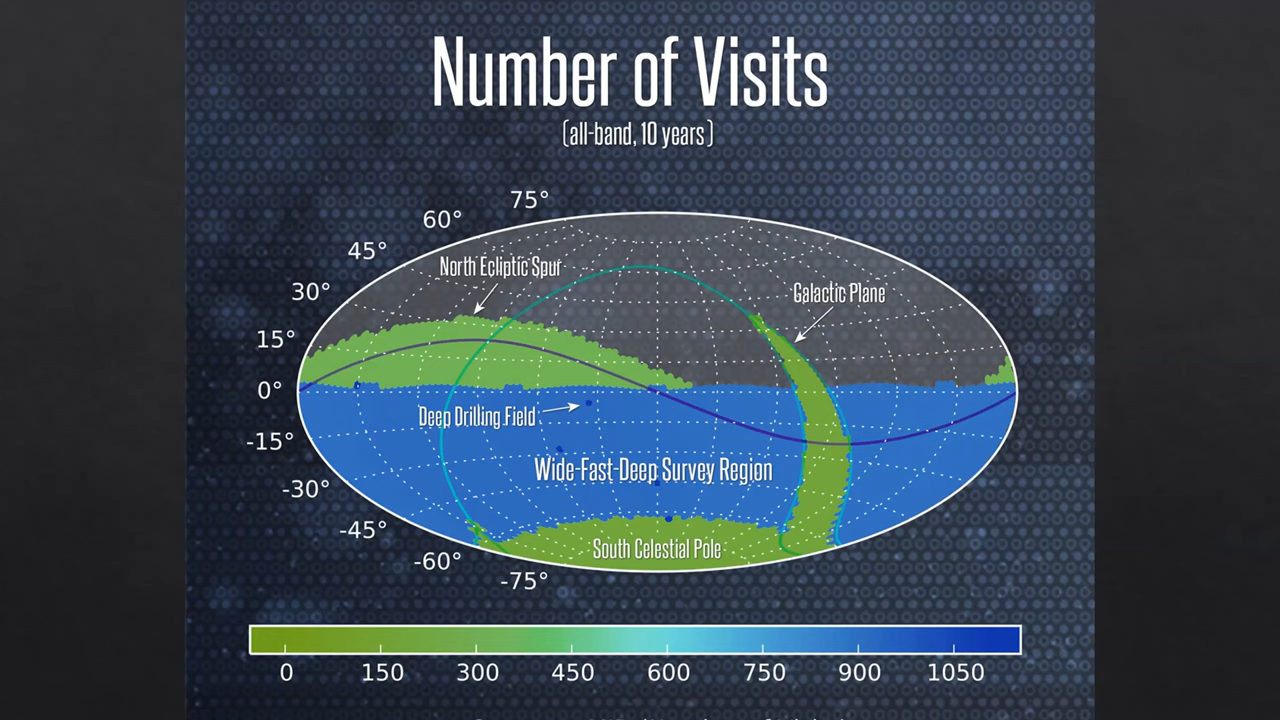 Number of Visits
(all-band, 10 years)
75°
60°
45°
North Ecliptic Spur
30°
Galactic Plane
15°
0°
Deep Drilling Field
-15°
Wide-Fast-Deep Survey Region
-30°
-45°
South Celestial Pole
-60°
-75°
0 150 300 450 600 750 900 1050